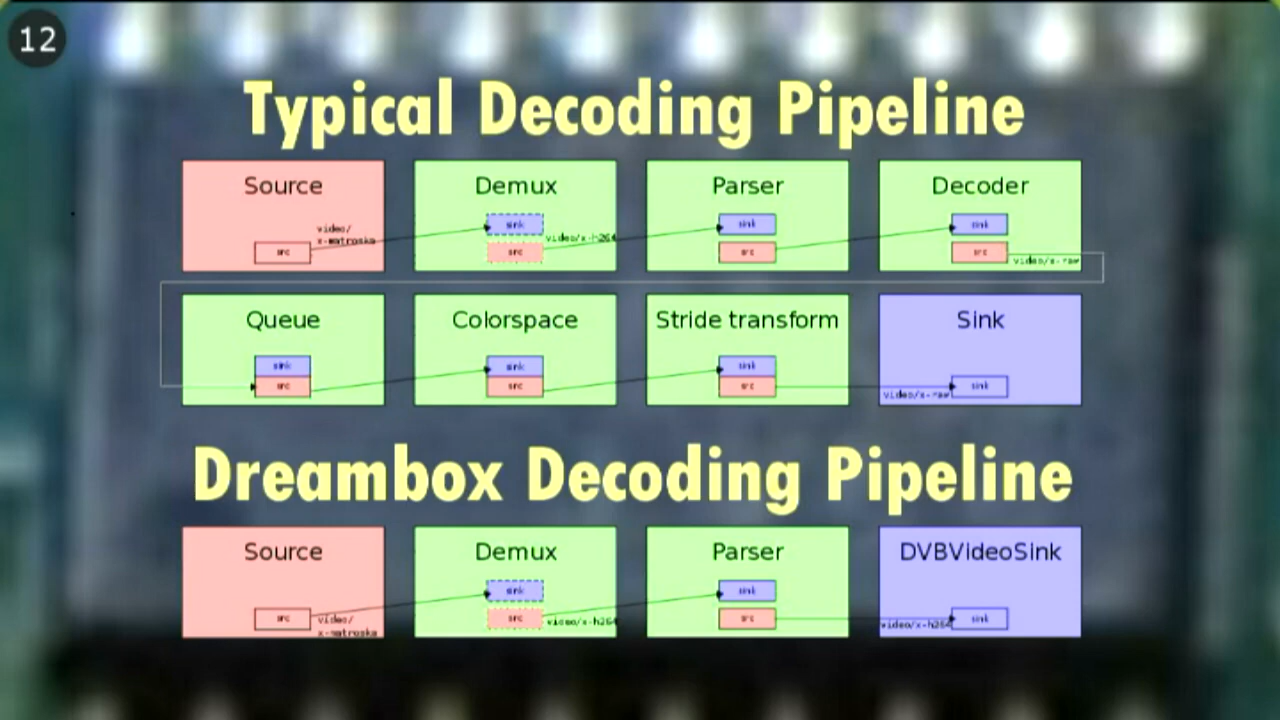 12
Typical Decoding Pipeline
Source
Demux
Parser
Decoder
video/
x-matroska
src
sink
video/x-h264
src
sink
src
sink
src
video/x-raw
Queue
Colorspace
Stride transform
Sink
sink
src
sink
src
sink
src
video/x-raw
sink
Dreambox Decoding Pipeline
Source
Demux
Parser
DVBVideoSink
src
video/
x-matroska
sink
src
video/x-h264
sink
src
video/x-h264
sink